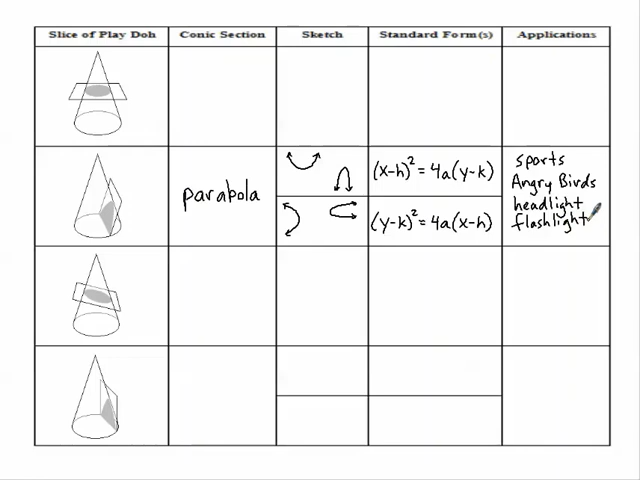 Slice of Play Doh Conic Section Sketch Standard Form(s) Applications
parabola
(x-h)² = 4a(y-k)
(y-k)² = 4a(x-h)
sports
Angry Birds
headlight
flashlight